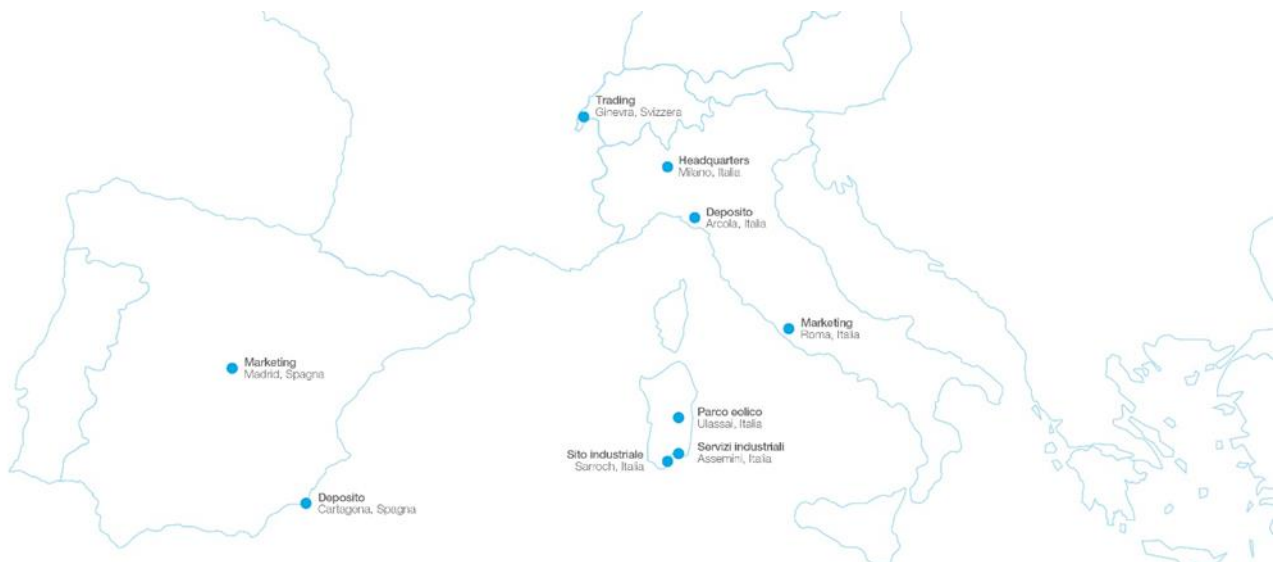 Trading
Ginevra, Svizzera
Headquarters
Milano, Italia
Deposito
Arcola, Italia
Marketing
Roma, Italia
Marketing
Madrid, Spagna
Parco eolico
Ulassai, Italia
Servizi industriali
Assemini, Italia
Sito industriale
Sarroch, Italia
Deposito
Cartagena, Spagna